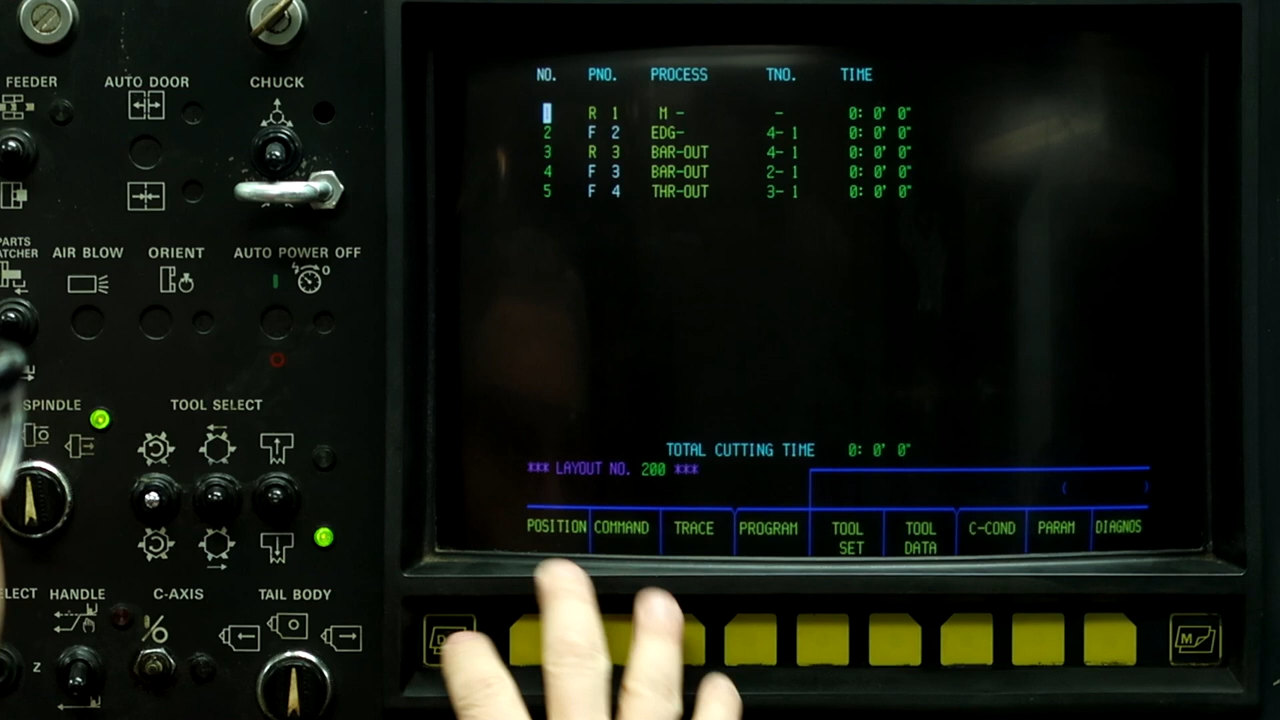 FEEDER AUTO DOOR CHUCK
AIR BLOW ORIENT AUTO POWER OFF
SPINDLE TOOL SELECT
HANDLE C-AXIS TAIL BODY
Z
NO. PNO. PROCESS TNO. TIME
1 R 1 M - - 0: 0' 0"
2 F 2 EDG- 4- 1 0: 0' 0"
3 R 3 BAR-OUT 4- 1 0: 0' 0"
4 F 3 BAR-OUT 2- 1 0: 0' 0"
5 F 4 THR-OUT 3- 1 0: 0' 0"
TOTAL CUTTING TIME 0: 0' 0"
*** LAYOUT NO. 200 ***
( )
POSITION COMMAND TRACE PROGRAM TOOL SET TOOL DATA C-COND PARAM DIAGNOS
M